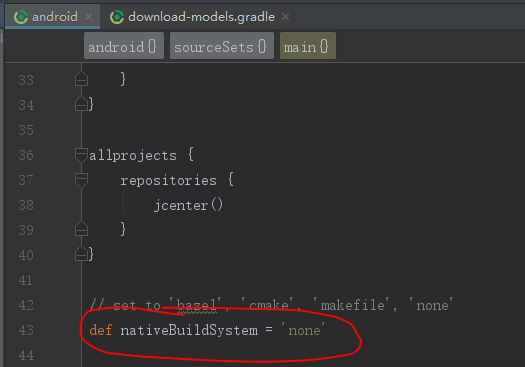 android download-models.gradle
android{} sourceSets{} main{}
33 }
34 }
35
36 allprojects {
37 repositories {
38 jcenter()
39 }
40 }
41
42 // set to 'bazel', 'cmake', 'makefile', 'none'
43 def nativeBuildSystem = 'none'
44